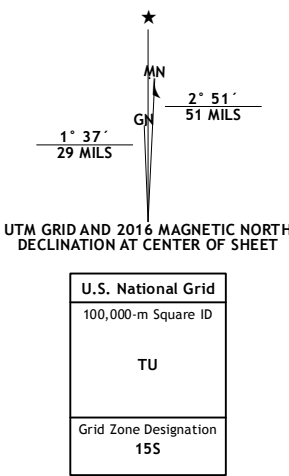 ★
MN
GN
2° 51´
51 MILS
1° 37´
29 MILS
UTM GRID AND 2016 MAGNETIC NORTH
DECLINATION AT CENTER OF SHEET
U.S. National Grid
100,000-m Square ID
TU
Grid Zone Designation
15S